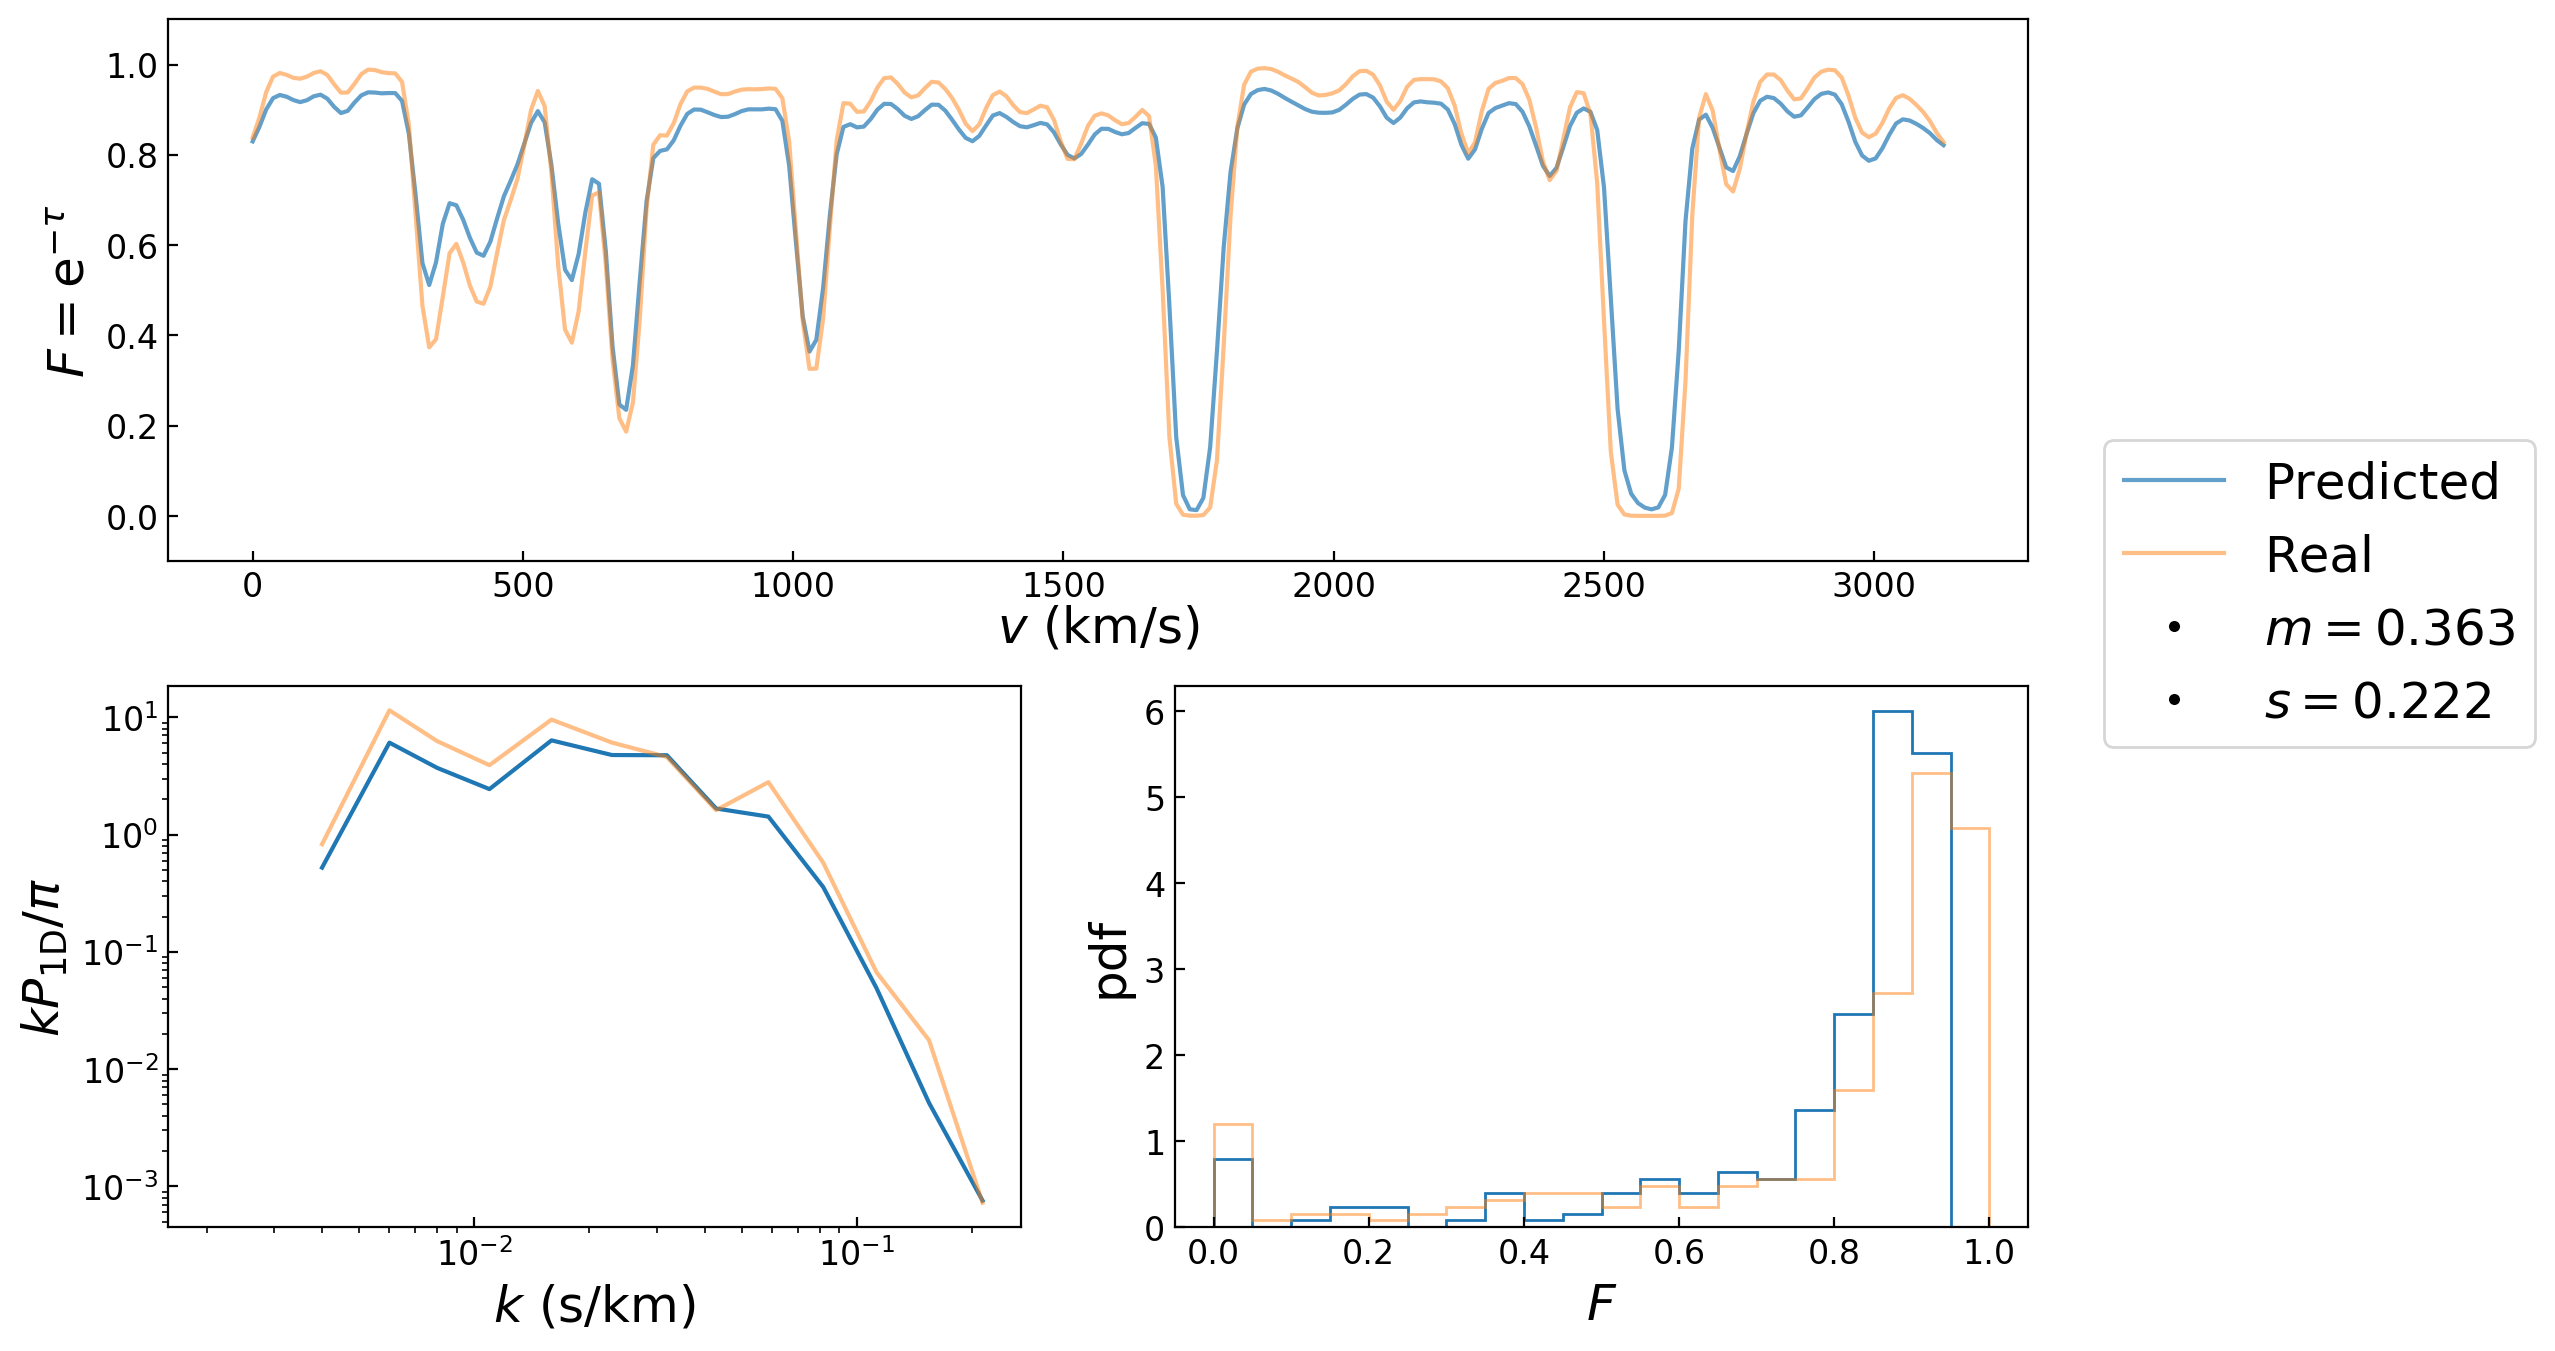 F = e^{-τ}
1.0
0.8
0.6
0.4
0.2
0.0
0 500 1000 1500 2000 2500 3000
v (km/s)
Predicted
Real
m = 0.363
s = 0.222
kP_{1D}/π
10^1
10^0
10^{-1}
10^{-2}
10^{-3}
10^{-2} 10^{-1}
k (s/km)
pdf
6
5
4
3
2
1
0
0.0 0.2 0.4 0.6 0.8 1.0
F